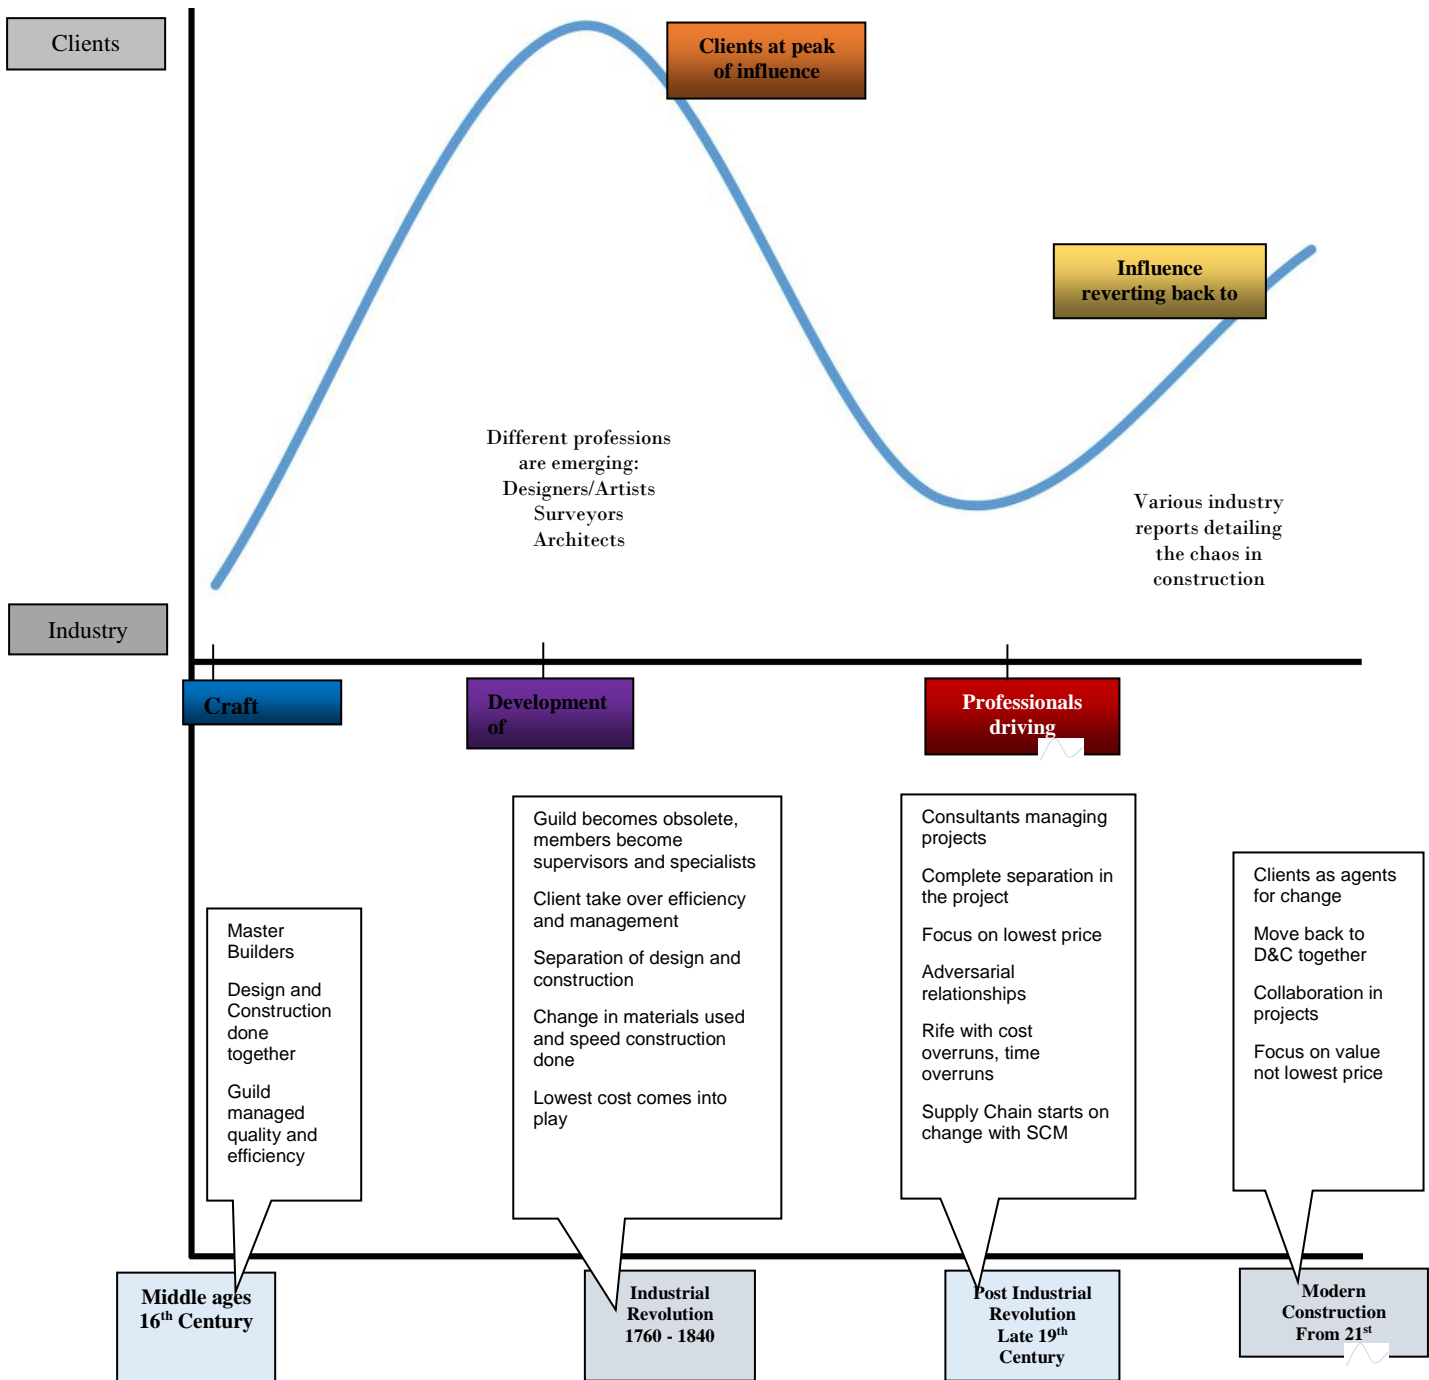 Clients
Clients at peak
of influence
Influence
reverting back to
Different professions
are emerging:
Designers/Artists
Surveyors
Architects
Various industry
reports detailing
the chaos in
construction
Industry
Craft
Development
of
Professionals
driving
Master
Builders
Design and
Construction
done
together
Guild
managed
quality and
efficiency
Guild becomes obsolete,
members become
supervisors and specialists
Client take over efficiency
and management
Separation of design and
construction
Change in materials used
and speed construction
done
Lowest cost comes into
play
Consultants managing
projects
Complete separation in
the project
Focus on lowest price
Adversarial
relationships
Rife with cost
overruns, time
overruns
Supply Chain starts on
change with SCM
Clients as agents
for change
Move back to
D&C together
Collaboration in
projects
Focus on value
not lowest price
Middle ages
16th Century
Industrial
Revolution
1760 - 1840
Post Industrial
Revolution
Late 19th
Century
Modern
Construction
From 21st